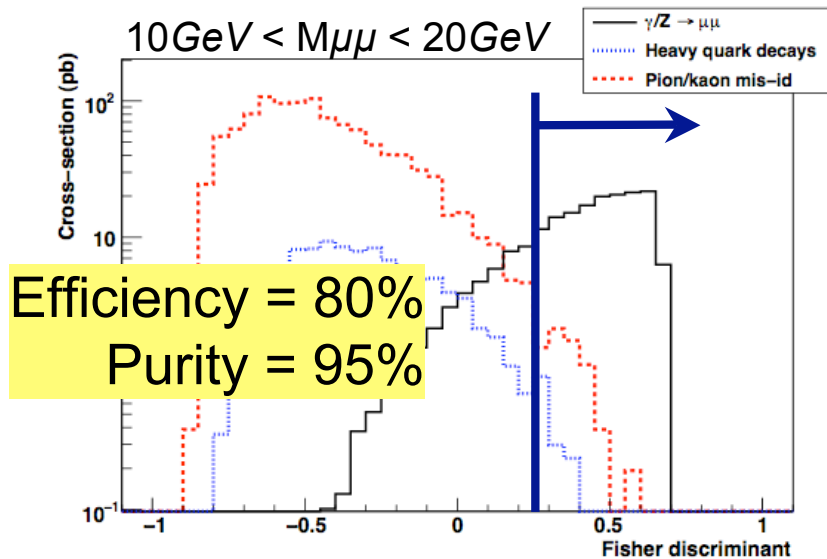 10GeV < Mμμ < 20GeV
γ/Z → μμ
Heavy quark decays
Pion/kaon mis-id
Cross-section (pb)
10²
10
10⁻¹
Efficiency = 80%
Purity = 95%
−1
−0.5
0
0.5
1
Fisher discriminant